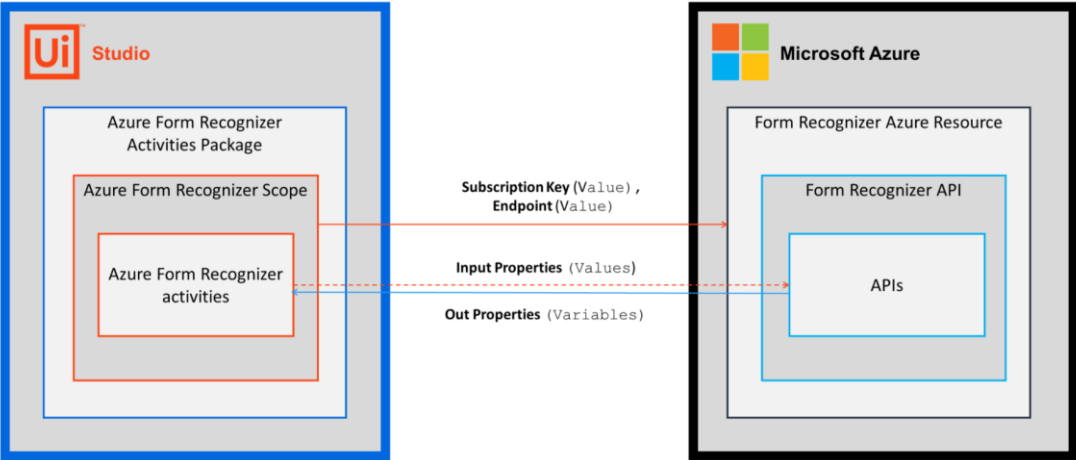 Ui
Studio
Microsoft Azure
Azure Form Recognizer
Activities Package
Form Recognizer Azure Resource
Azure Form Recognizer Scope
Form Recognizer API
Subscription Key (Value),
Endpoint (Value)
Azure Form Recognizer
activities
Input Properties (Values)
APIs
Out Properties (Variables)